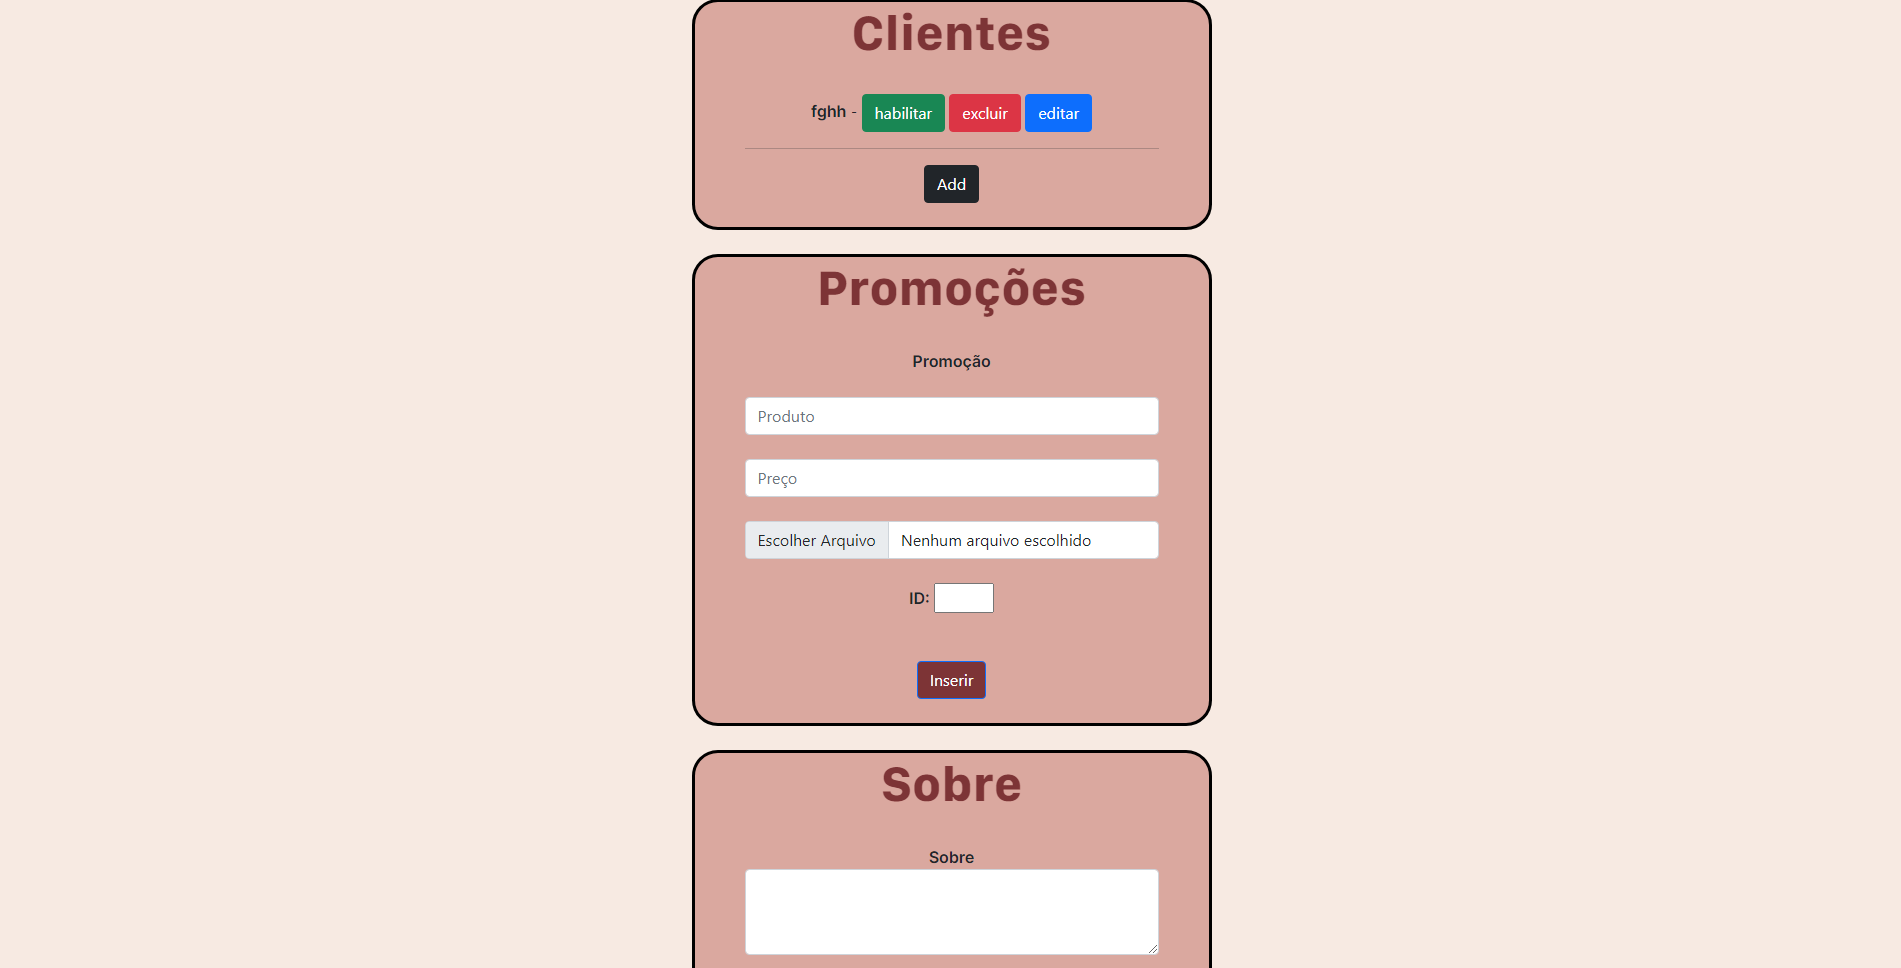 Clientes
fghh - habilitar excluir editar
Add
Promoções
Promoção
Produto
Preço
Escolher Arquivo Nenhum arquivo escolhido
ID:
Inserir
Sobre
Sobre